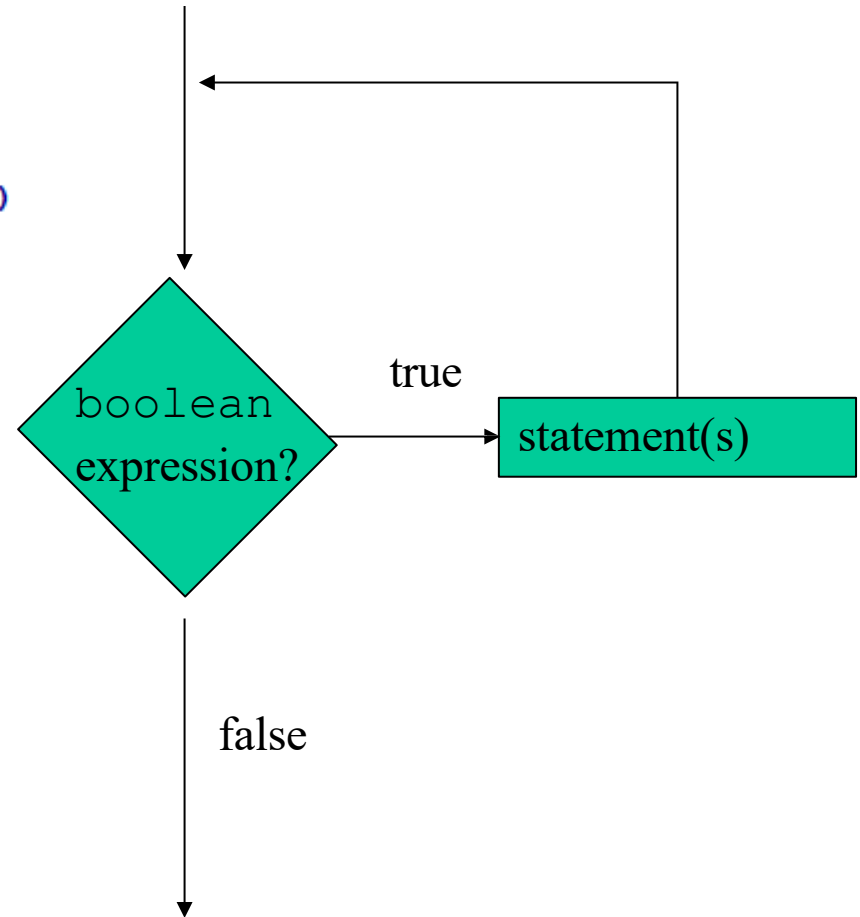 )
true
boolean
expression?
statement(s)
false